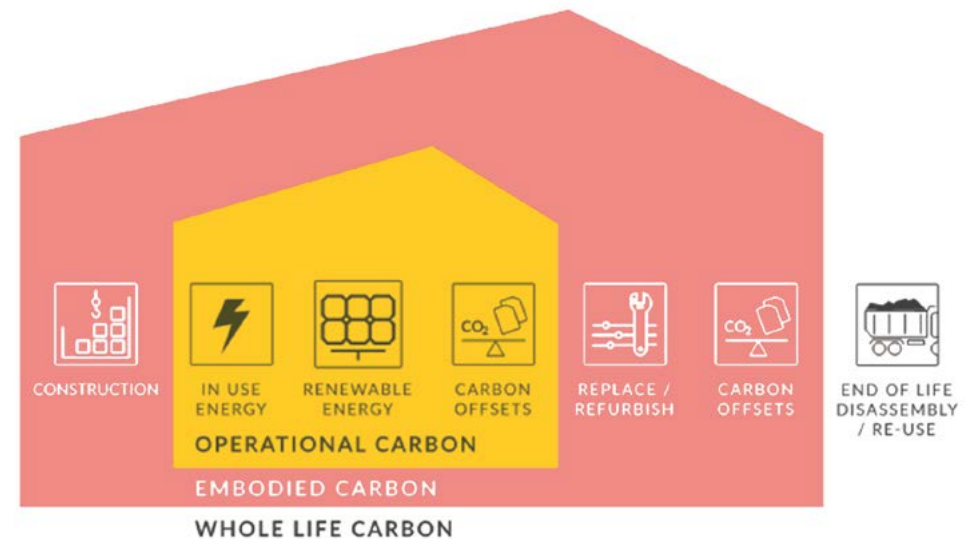 CO2
CO2
CONSTRUCTION
IN USE
ENERGY
RENEWABLE
ENERGY
CARBON
OFFSETS
REPLACE /
REFURBISH
CARBON
OFFSETS
END OF LIFE
DISASSEMBLY
/ RE-USE
OPERATIONAL CARBON
EMBODIED CARBON
WHOLE LIFE CARBON